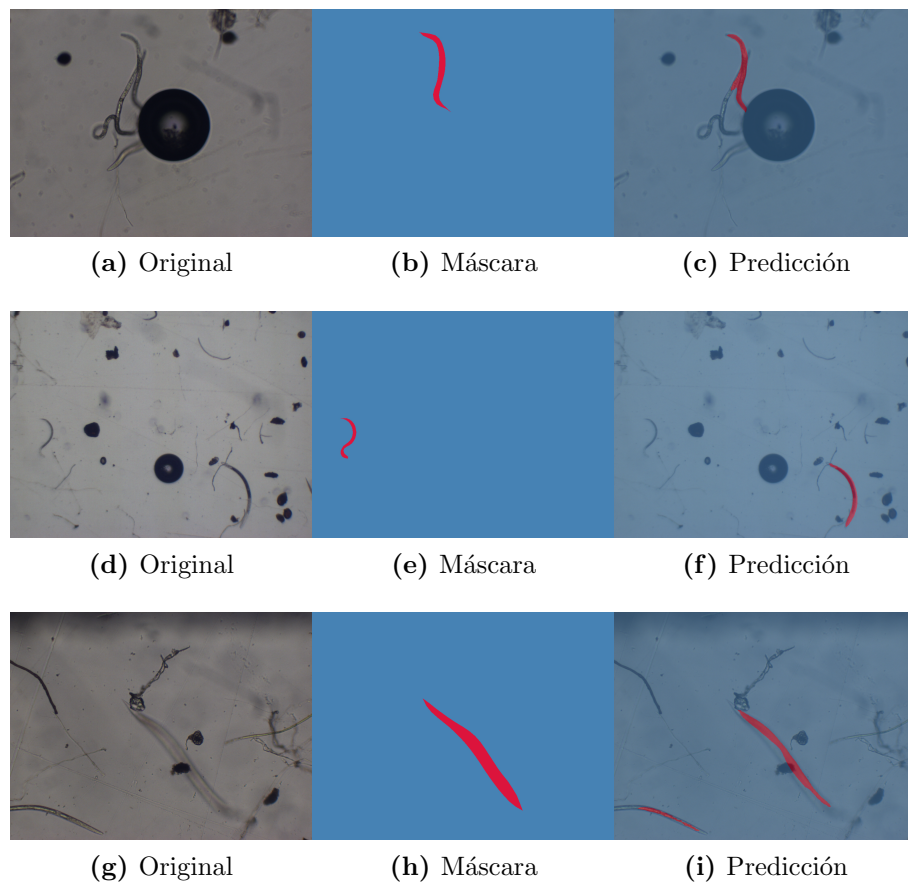 (a) Original
(b) Máscara
(c) Predicción
(d) Original
(e) Máscara
(f) Predicción
(g) Original
(h) Máscara
(i) Predicción